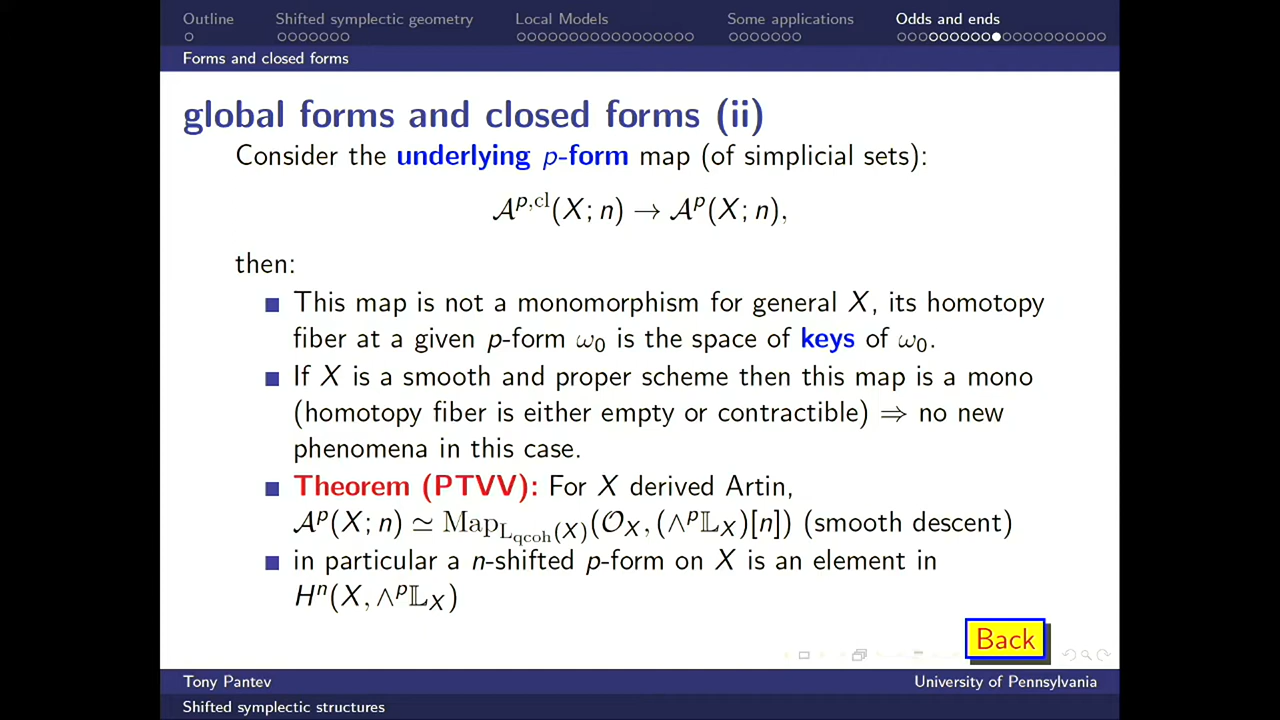 Outline Shifted symplectic geometry Local Models Some applications Odds and ends
Forms and closed forms
global forms and closed forms (ii)
Consider the underlying p-form map (of simplicial sets):
𝒜^{p,cl}(X; n) → 𝒜^p(X; n),
then:
This map is not a monomorphism for general X, its homotopy
fiber at a given p-form ω₀ is the space of keys of ω₀.
If X is a smooth and proper scheme then this map is a mono
(homotopy fiber is either empty or contractible) ⇒ no new
phenomena in this case.
Theorem (PTVV): For X derived Artin,
𝒜^p(X; n) ≃ Map_{L_{qcoh}(X)}(𝒪_X, (∧^p 𝕃_X)[n]) (smooth descent)
in particular a n-shifted p-form on X is an element in
H^n(X, ∧^p 𝕃_X)
Back
Tony Pantev University of Pennsylvania
Shifted symplectic structures